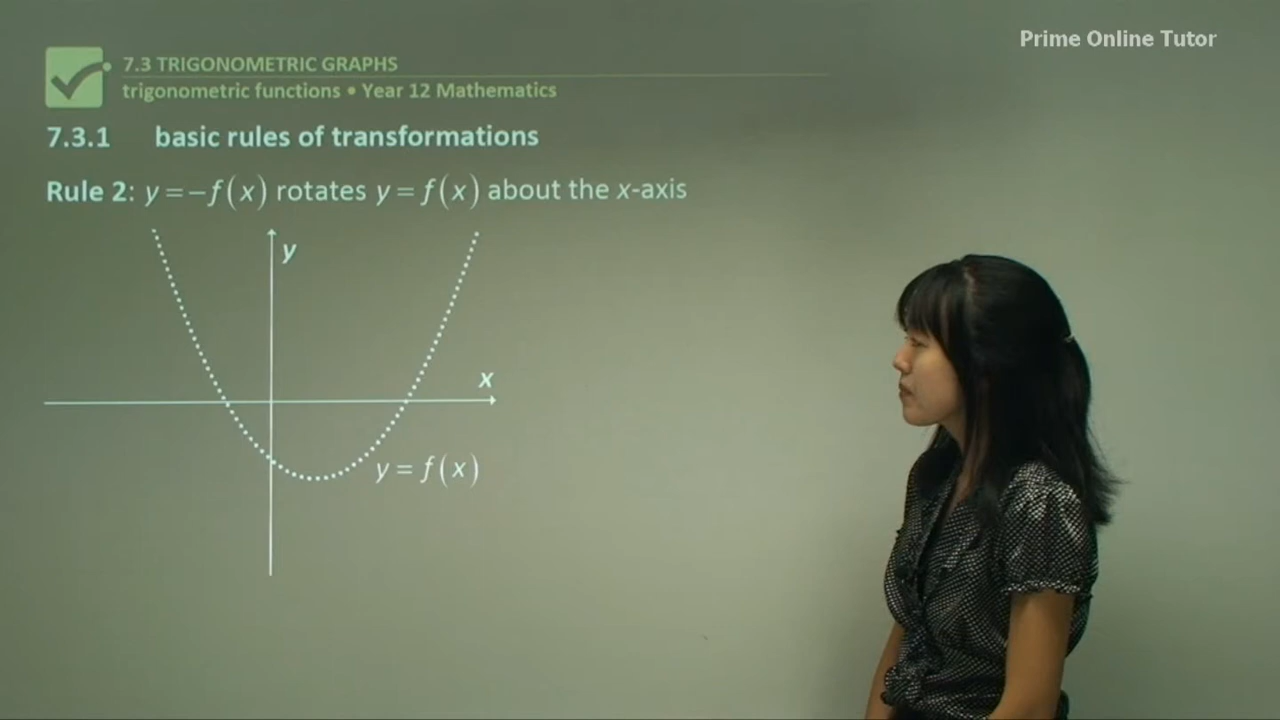 Prime Online Tutor
7.3 TRIGONOMETRIC GRAPHS
trigonometric functions • Year 12 Mathematics
7.3.1 basic rules of transformations
Rule 2: y = −f(x) rotates y = f(x) about the x-axis
y
x
y = f(x)